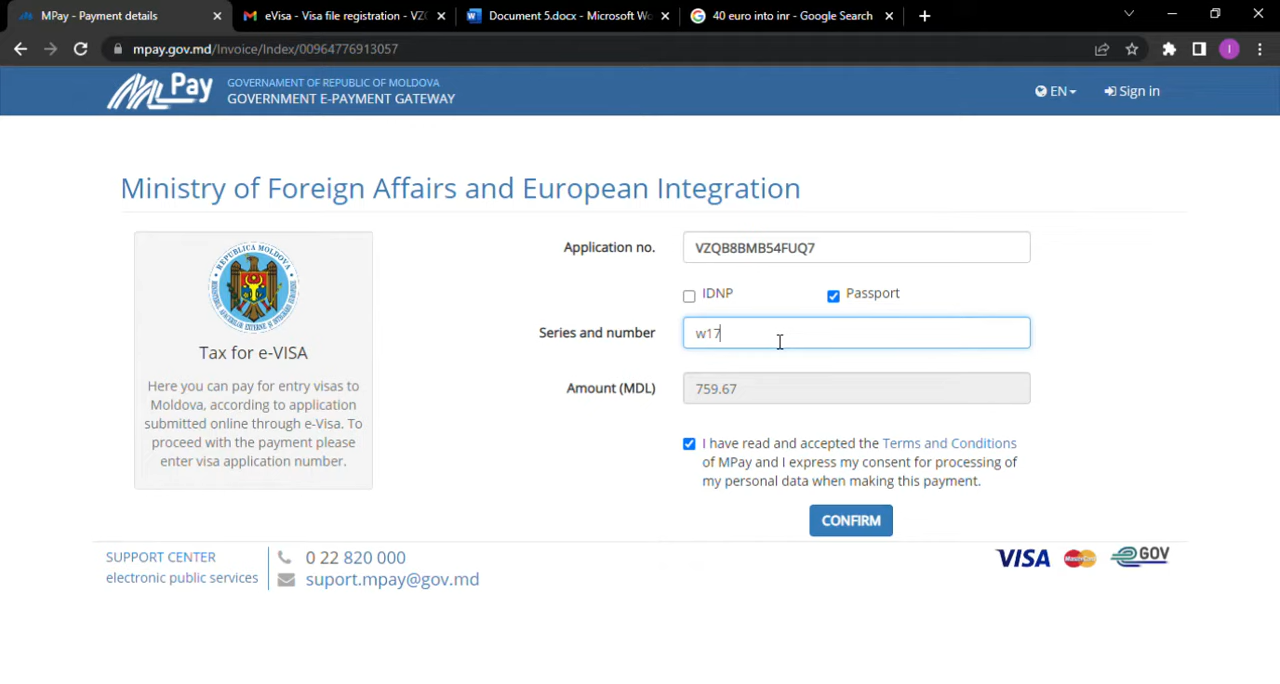 MPay - Payment details
eVisa - Visa file registration - VZC
Document 5.docx - Microsoft Wo
40 euro into inr - Google Search
mpay.gov.md/Invoice/Index/00964776913057
I
Pay
GOVERNAMENT OF REPUBLIC OF MOLDOVA
GOVERNMENT E-PAYMENT GATEWAY
EN
Sign in
Ministry of Foreign Affairs and European Integration
REPUBLICA MOLDOVA
Tax for e-VISA
Here you can pay for entry visas to
Moldova, according to application
submitted online through e-Visa. To
proceed with the payment please
enter visa application number.
Application no.
VZQB8BMB54FUQ7
IDNP
Passport
Series and number
w17
Amount (MDL)
759.67
I have read and accepted the Terms and Conditions
of MPay and I express my consent for processing of
my personal data when making this payment.
CONFIRM
SUPPORT CENTER
electronic public services
0 22 820 000
suport.mpay@gov.md
VISA
MasterCard
GOV